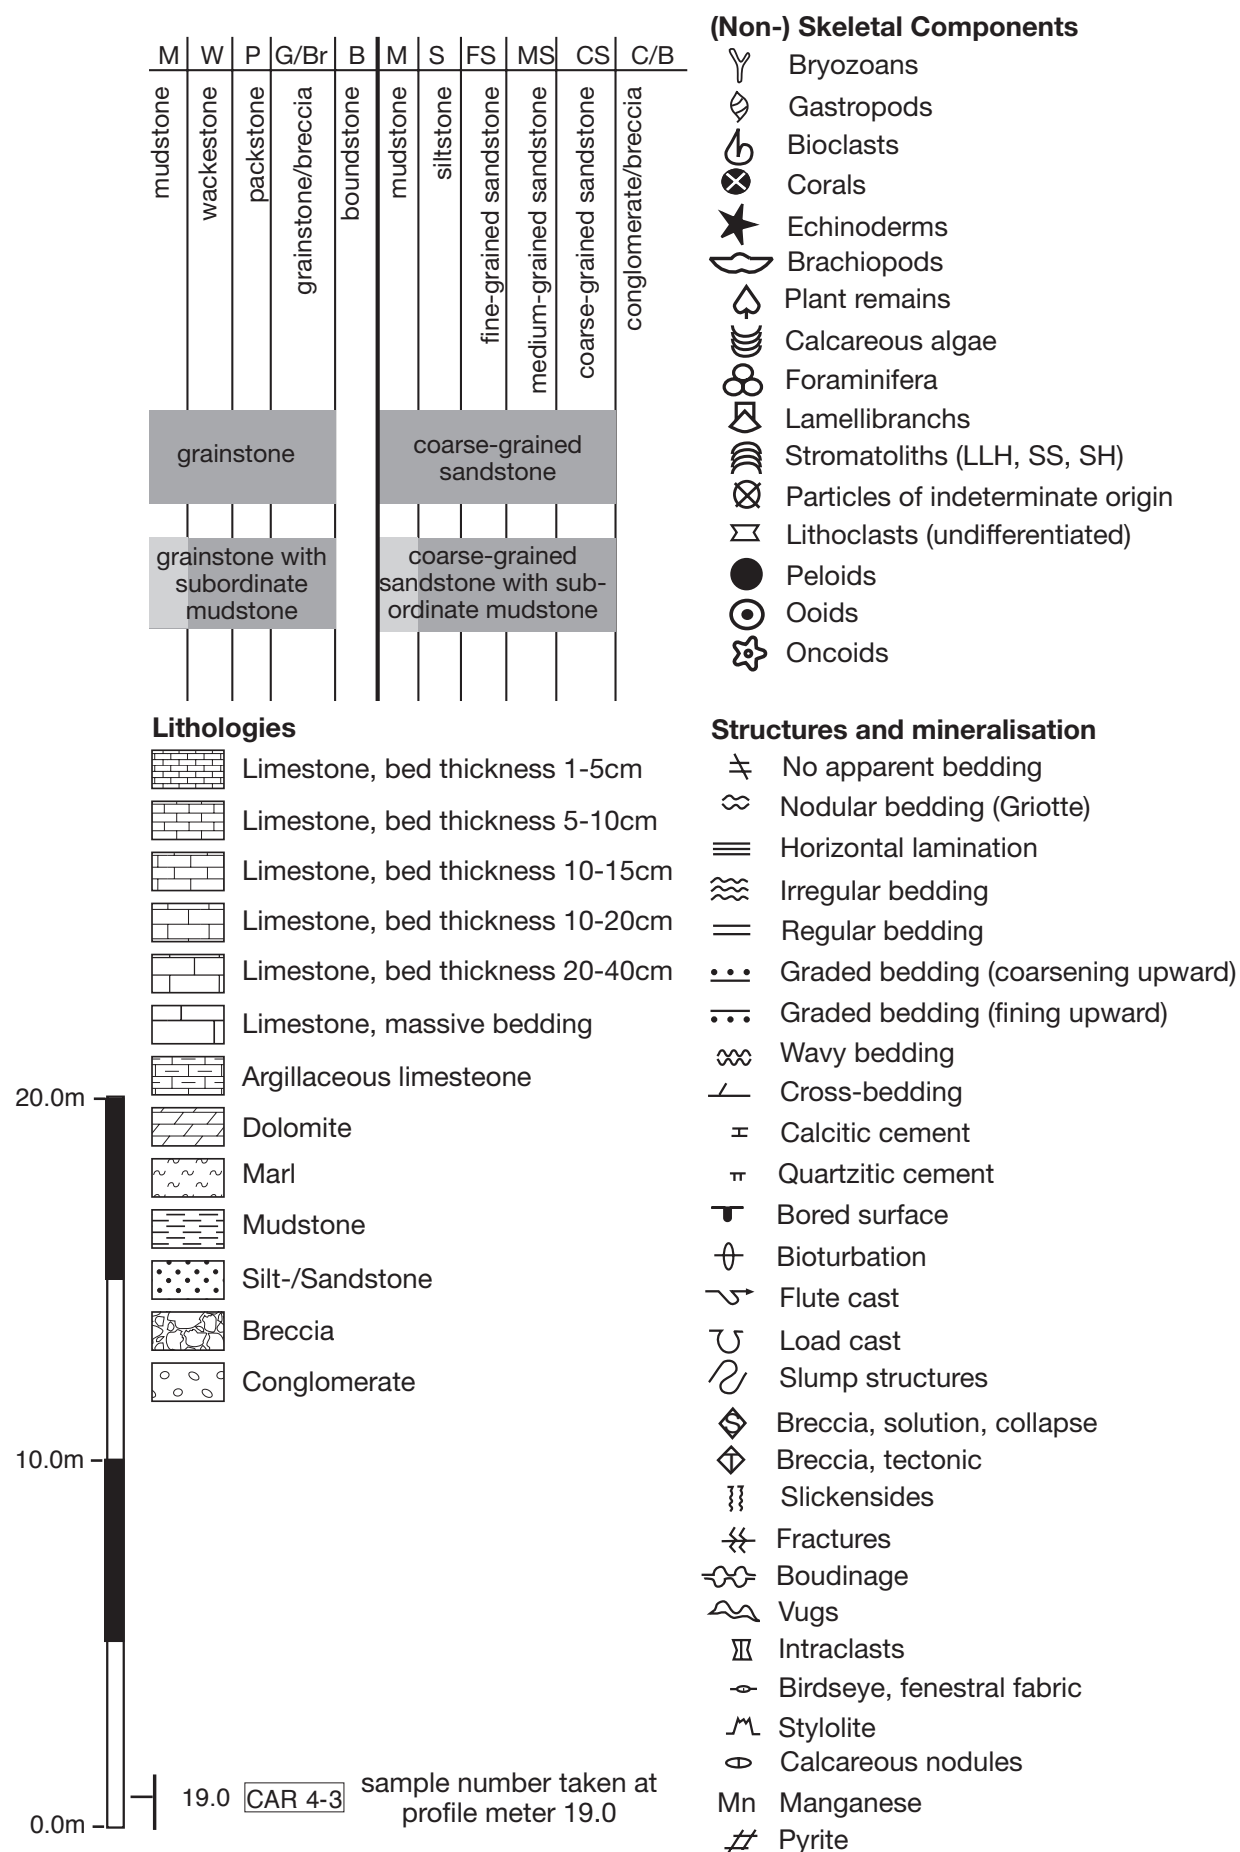 M W P G/Br B M S FS MS CS C/B
mudstone
wackestone
packstone
grainstone/breccia
boundstone
mudstone
siltstone
fine-grained sandstone
medium-grained sandstone
coarse-grained sandstone
conglomerate/breccia
grainstone
coarse-grained
sandstone
grainstone with
subordinate
mudstone
coarse-grained
sandstone with sub-
ordinate mudstone
(Non-) Skeletal Components
Bryozoans
Gastropods
Bioclasts
Corals
Echinoderms
Brachiopods
Plant remains
Calcareous algae
Foraminifera
Lamellibranchs
Stromatoliths (LLH, SS, SH)
Particles of indeterminate origin
Lithoclasts (undifferentiated)
Peloids
Ooids
Oncoids
Lithologies
Limestone, bed thickness 1-5cm
Limestone, bed thickness 5-10cm
Limestone, bed thickness 10-15cm
Limestone, bed thickness 10-20cm
Limestone, bed thickness 20-40cm
Limestone, massive bedding
Argillaceous limesteone
Dolomite
Marl
Mudstone
Silt-/Sandstone
Breccia
Conglomerate
20.0m
10.0m
0.0m
19.0 CAR 4-3
sample number taken at
profile meter 19.0
Structures and mineralisation
No apparent bedding
Nodular bedding (Griotte)
Horizontal lamination
Irregular bedding
Regular bedding
Graded bedding (coarsening upward)
Graded bedding (fining upward)
Wavy bedding
Cross-bedding
Calcitic cement
Quartzitic cement
Bored surface
Bioturbation
Flute cast
Load cast
Slump structures
S Breccia, solution, collapse
T Breccia, tectonic
Slickensides
Fractures
Boudinage
Vugs
Intraclasts
Birdseye, fenestral fabric
Stylolite
Calcareous nodules
Mn Manganese
Pyrite